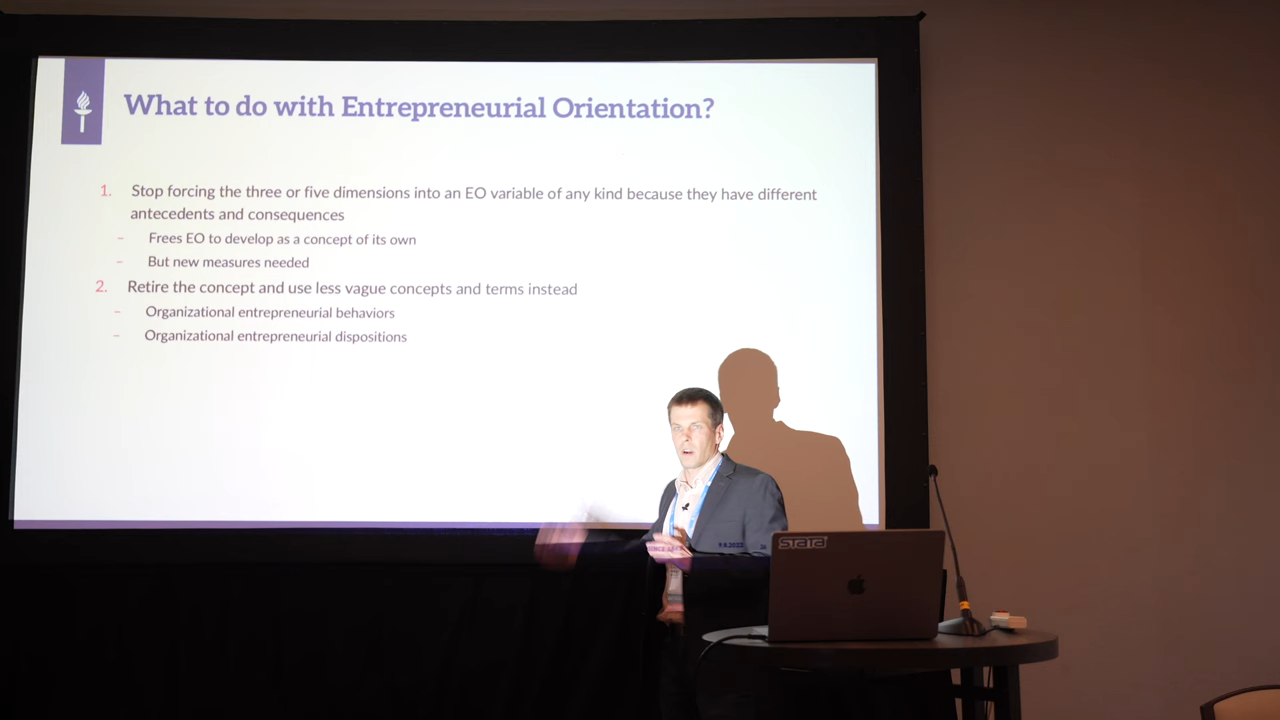 What to do with Entrepreneurial Orientation?
1. Stop forcing the three or five dimensions into an EO variable of any kind because they have different
antecedents and consequences
– Frees EO to develop as a concept of its own
– But new measures needed
2. Retire the concept and use less vague concepts and terms instead
– Organizational entrepreneurial behaviors
– Organizational entrepreneurial dispositions
9.8.2022
STATA